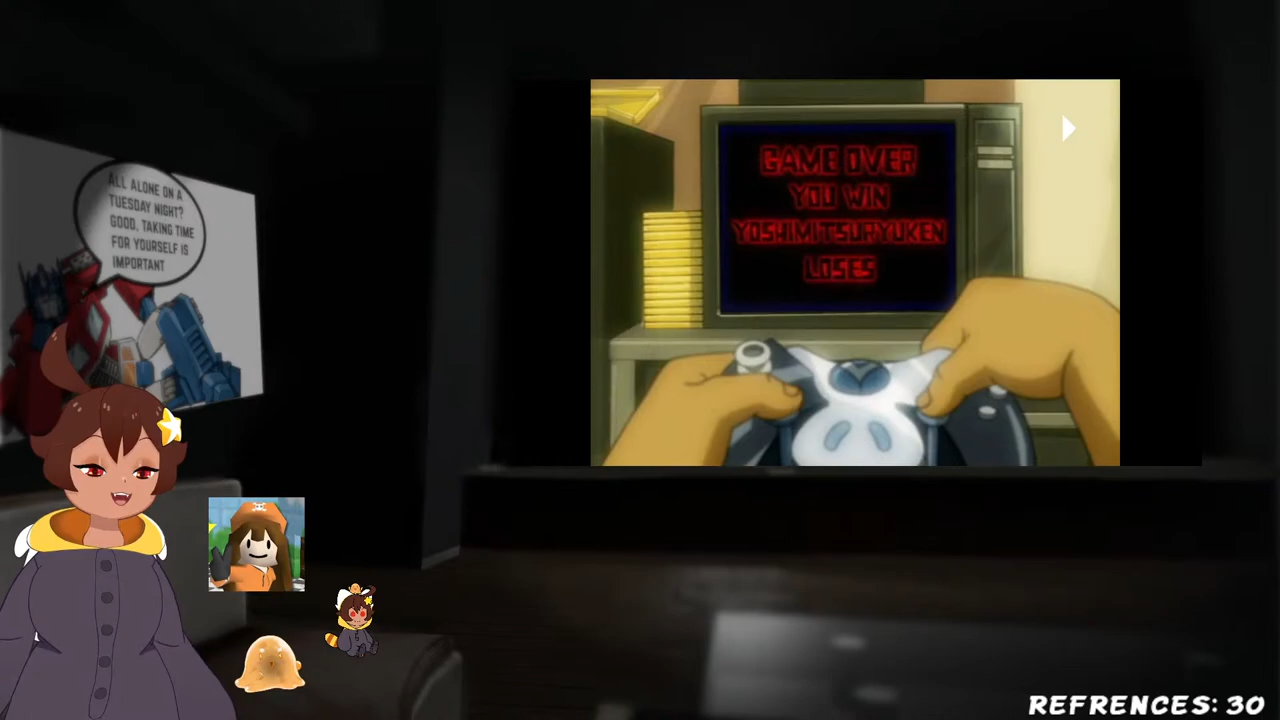 ALL ALONE ON A
TUESDAY NIGHT?
GOOD. TAKING TIME
FOR YOURSELF IS
IMPORTANT
GAME OVER
YOU WIN
YOSHIMITSURYUKEN
LOSES
REFRENCES: 30